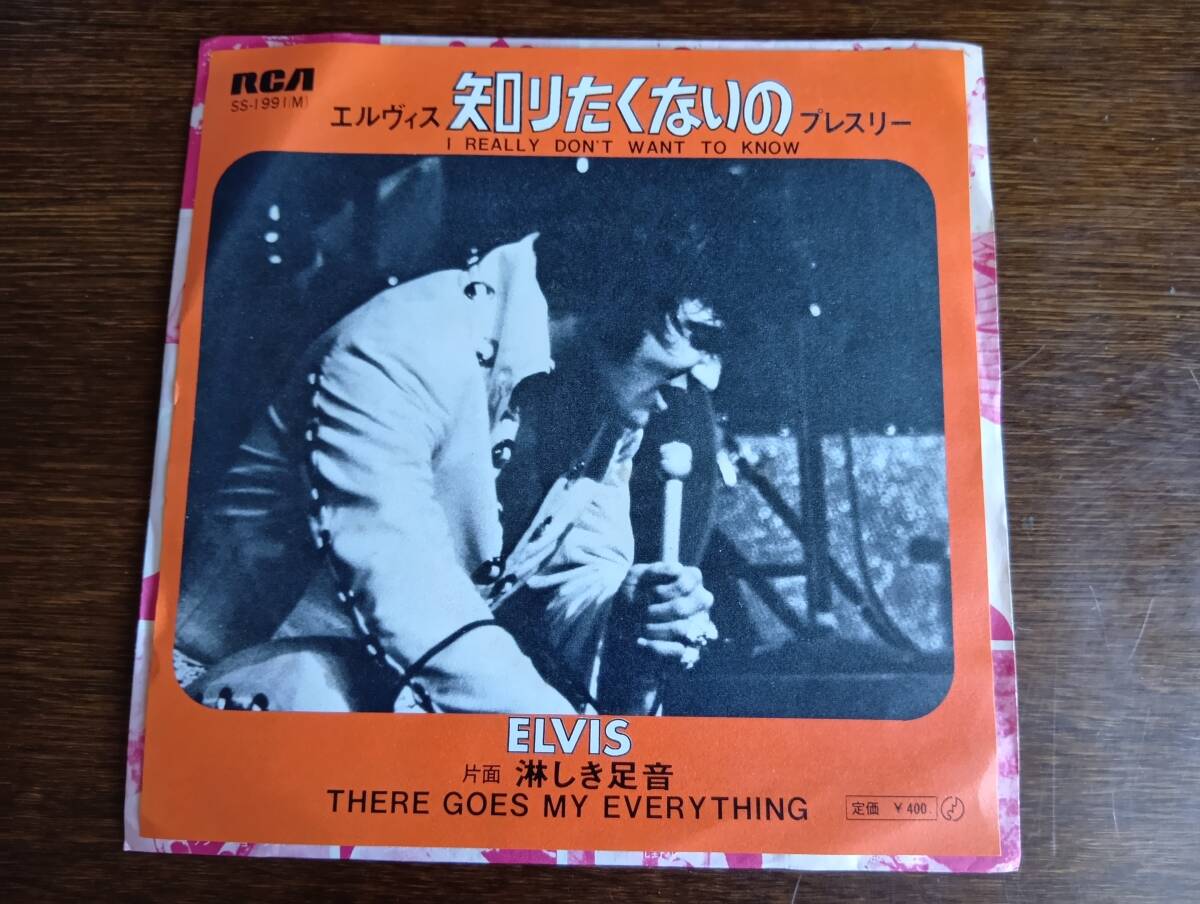 RCA
SS-1991(M)
エルヴィス 知りたくないの プレスリー
I REALLY DON'T WANT TO KNOW
ELVIS
片面 淋しき足音
THERE GOES MY EVERYTHING
定価 ￥400.